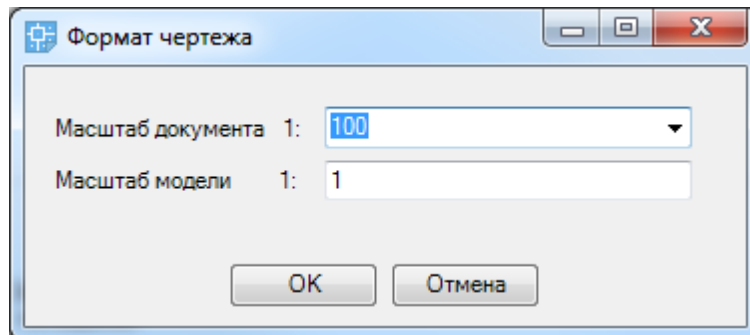 Формат чертежа
Масштаб документа 1: 100
Масштаб модели 1: 1
OK Отмена